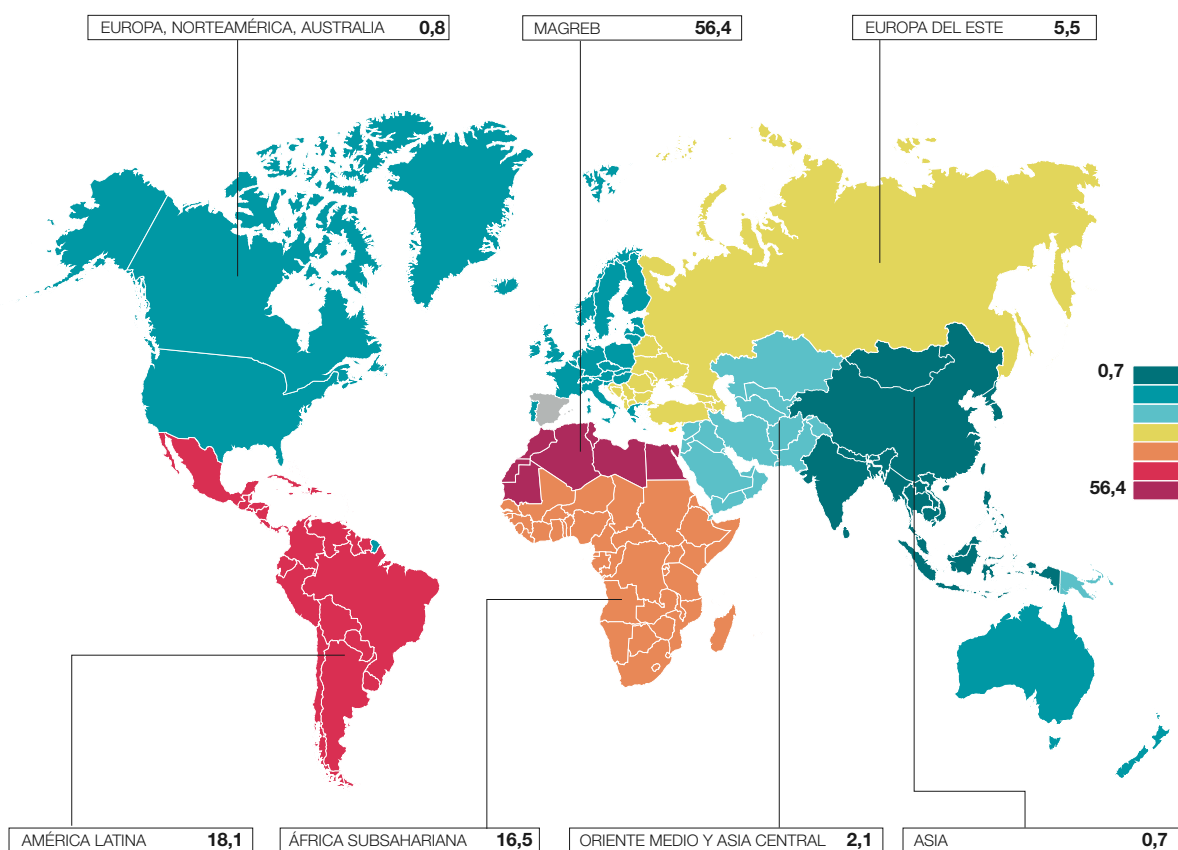 EUROPA, NORTEAMÉRICA, AUSTRALIA 0,8
MAGREB 56,4
EUROPA DEL ESTE 5,5
0,7
56,4
AMÉRICA LATINA 18,1
ÁFRICA SUBSAHARIANA 16,5
ORIENTE MEDIO Y ASIA CENTRAL 2,1
ASIA 0,7